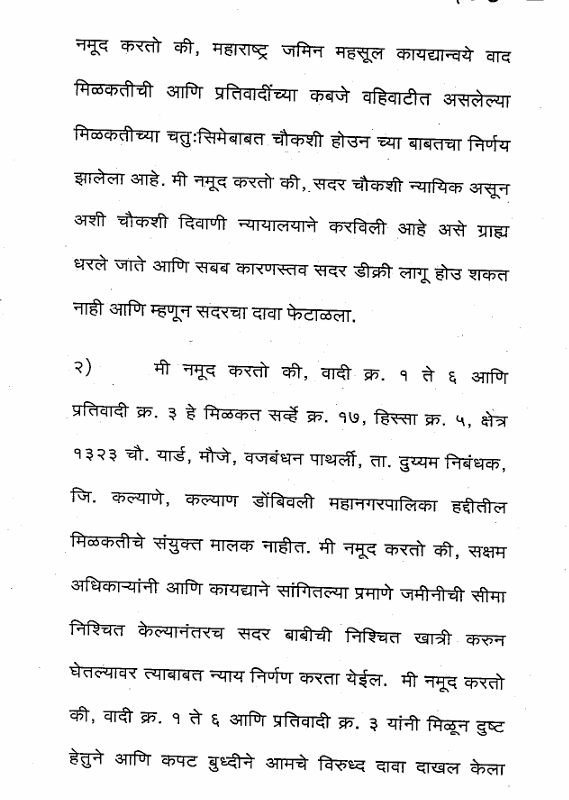 नमूद करतो की, महाराष्ट्र जमिन महसूल कायद्यान्वये वाद
मिळकतीची आणि प्रतिवादींच्या कबजे वहिवाटीत असलेल्या
मिळकतीच्या चतुःसिमेबाबत चौकशी होउन च्या बाबतचा निर्णय
झालेला आहे. मी नमूद करतो की, सदर चौकशी न्यायिक असून
अशी चौकशी दिवाणी न्यायालयाने करविली आहे असे ग्राह्य
धरले जाते आणि सबब कारणस्तव सदर डीक्री लागू होउ शकत
नाही आणि म्हणून सदरचा दावा फेटाळला.
२) मी नमूद करतो की, वादी क्र. १ ते ६ आणि
प्रतिवादी क्र. ३ हे मिळकत सर्व्हे क्र. १७, हिस्सा क्र. ५, क्षेत्र
१३२३ चौ. यार्ड, मौजे, वजबंधन पाथर्ली, ता. दुय्यम निबंधक,
जि. कल्याणे, कल्याण डोंबिवली महानगरपालिका हद्दीतील
मिळकतीचे संयुक्त मालक नाहीत. मी नमूद करतो की, सक्षम
अधिकाऱ्यांनी आणि कायद्याने सांगितल्या प्रमाणे जमीनीची सीमा
निश्चित केल्यानंतरच सदर बाबीची निश्चित खात्री करुन
घेतल्यावर त्याबाबत न्याय निर्णण करता येईल. मी नमूद करतो
की, वादी क्र. १ ते ६ आणि प्रतिवादी क्र. ३ यांनी मिळून दुष्ट
हेतुने आणि कपट बुध्दीने आमचे विरुध्द दावा दाखल केला